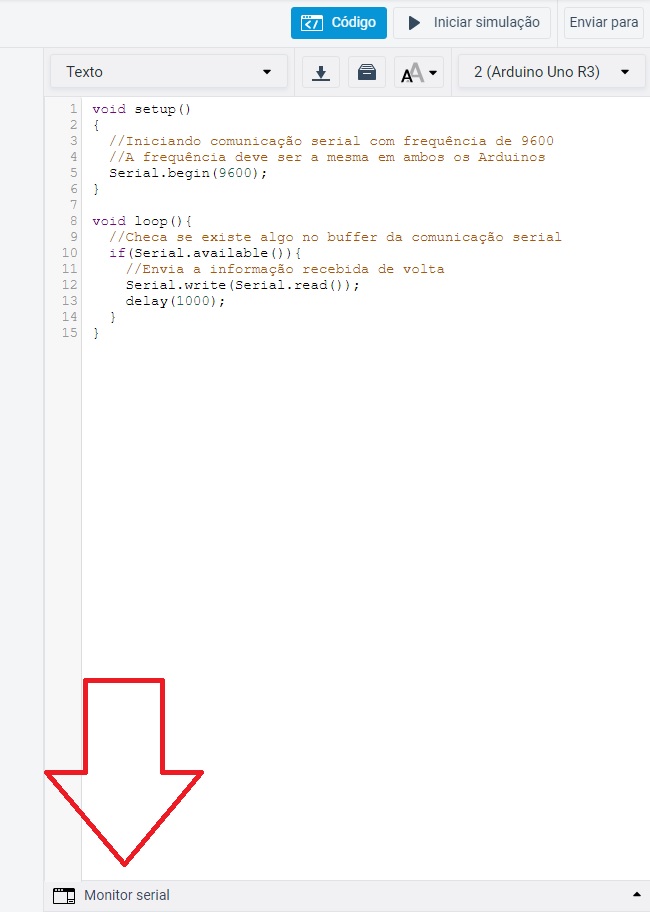 Código Iniciar simulação Enviar para
Texto 2 (Arduino Uno R3)
1 void setup()
2 {
3 //Iniciando comunicação serial com frequência de 9600
4 //A frequência deve ser a mesma em ambos os Arduinos
5 Serial.begin(9600);
6 }
7
8 void loop(){
9 //Checa se existe algo no buffer da comunicação serial
10 if(Serial.available()){
11 //Envia a informação recebida de volta
12 Serial.write(Serial.read());
13 delay(1000);
14 }
15 }
Monitor serial